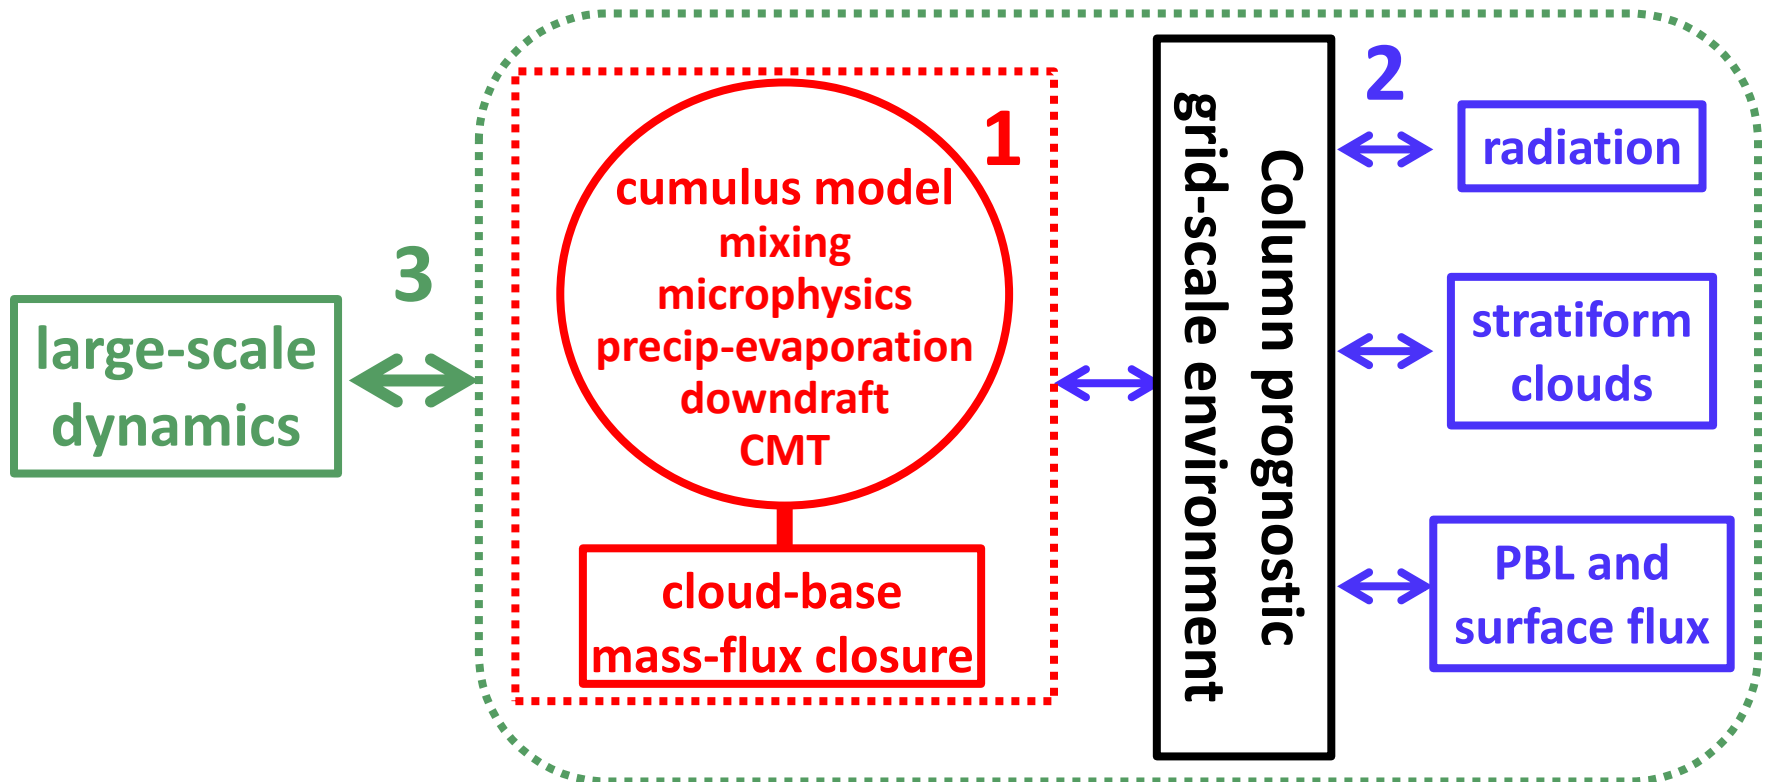 3
large-scale
dynamics
1
cumulus model
mixing
microphysics
precip-evaporation
downdraft
CMT
cloud-base
mass-flux closure
Column prognostic
grid-scale environment
2
radiation
stratiform
clouds
PBL and
surface flux